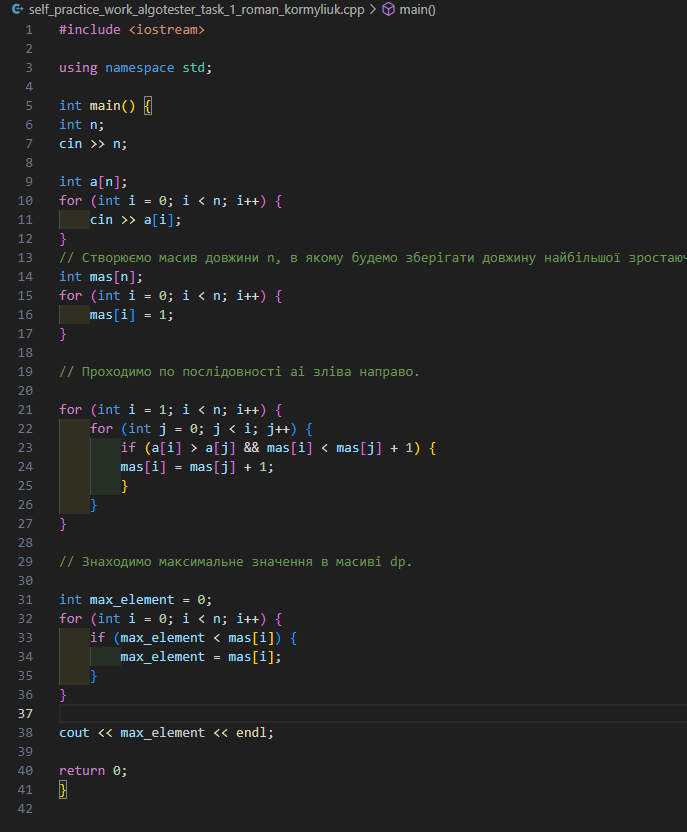 self_practice_work_algotester_task_1_roman_kormyliuk.cpp > main()
1 #include <iostream>
2
3 using namespace std;
4
5 int main() {
6 int n;
7 cin >> n;
8
9 int a[n];
10 for (int i = 0; i < n; i++) {
11     cin >> a[i];
12 }
13 // Створюємо масив довжини n, в якому будемо зберігати довжину найбільшої
14 int mas[n];
15 for (int i = 0; i < n; i++) {
16     mas[i] = 1;
17 }
18
19 // Проходимо по послідовності ai зліва направо.
20
21 for (int i = 1; i < n; i++) {
22     for (int j = 0; j < i; j++) {
23         if (a[i] > a[j] && mas[i] < mas[j] + 1) {
24         mas[i] = mas[j] + 1;
25         }
26     }
27 }
28
29 // Знаходимо максимальне значення в масиві dp.
30
31 int max_element = 0;
32 for (int i = 0; i < n; i++) {
33     if (max_element < mas[i]) {
34         max_element = mas[i];
35     }
36 }
37
38 cout << max_element << endl;
39
40 return 0;
41 }
42